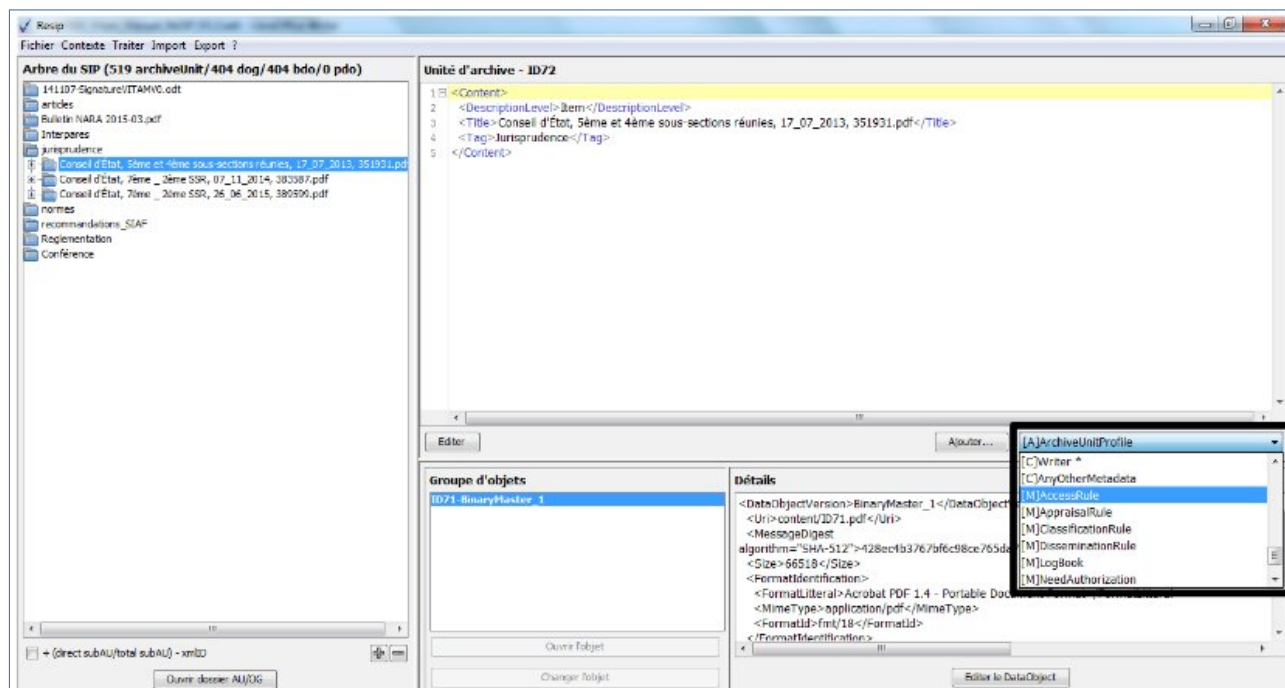 Resip
Fichier Contexte Traiter Import Export ?
Arbre du SIP (519 archiveUnit/404 dog/404 bdo/0 pdo)
141107-SignatureVITAMV0.odt
articles
Bulletin NARA 2015-03.pdf
Interpares
jurisprudence
Conseil d'État, 5ème et 4ème sous-sections réunies, 17_07_2013, 351931.pdf
Conseil d'État, 7ème _ 2ème SSR, 07_11_2014, 383587.pdf
Conseil d'État, 7ème _ 2ème SSR, 26_06_2015, 389599.pdf
normes
recommandations_SIAF
Reglementation
Conférence
+ (direct subAU/total subAU) - xmlID
Ouvrir dossier AU/OG
Unité d'archive - ID72
1 <Content>
2 <DescriptionLevel>Item</DescriptionLevel>
3 <Title>Conseil d'État, 5ème et 4ème sous-sections réunies, 17_07_2013, 351931.pdf</Title>
4 <Tag>Jurisprudence</Tag>
5 </Content>
Editer
Ajouter...
[A]ArchiveUnitProfile
[C]Writer *
[C]AnyOtherMetadata
[M]AccessRule
[M]AppraisalRule
[M]ClassificationRule
[M]DisseminationRule
[M]LogBook
[M]NeedAuthorization
Groupe d'objets
ID71-BinaryMaster_1
Ouvrir l'objet
Changer l'objet
Détails
<DataObjectVersion>BinaryMaster_1</DataObject
<Uri>content/ID71.pdf</Uri>
<MessageDigest
algorithm="SHA-512">428ec4b3767bf6c98ce765da
<Size>66518</Size>
<FormatIdentification>
<FormatLitteral>Acrobat PDF 1.4 - Portable Document Format </FormatLitteral
<MimeType>application/pdf</MimeType>
<FormatId>fmt/18</FormatId>
</FormatIdentification>
Editer le DataObject